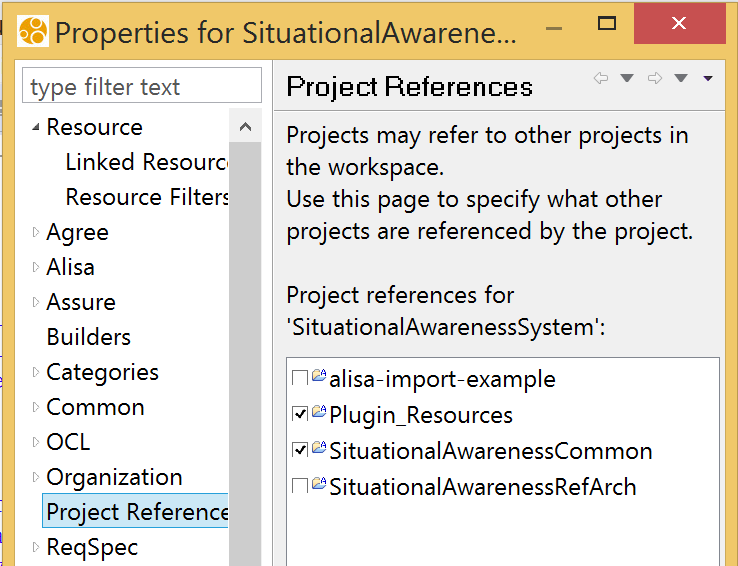 Properties for SituationalAwarene...
type filter text
Resource
Linked Resourc
Resource Filters
Agree
Alisa
Assure
Builders
Categories
Common
OCL
Organization
Project Reference
ReqSpec
Project References
Projects may refer to other projects in
the workspace.
Use this page to specify what other
projects are referenced by the project.
Project references for
'SituationalAwarenessSystem':
alisa-import-example
Plugin_Resources
SituationalAwarenessCommon
SituationalAwarenessRefArch